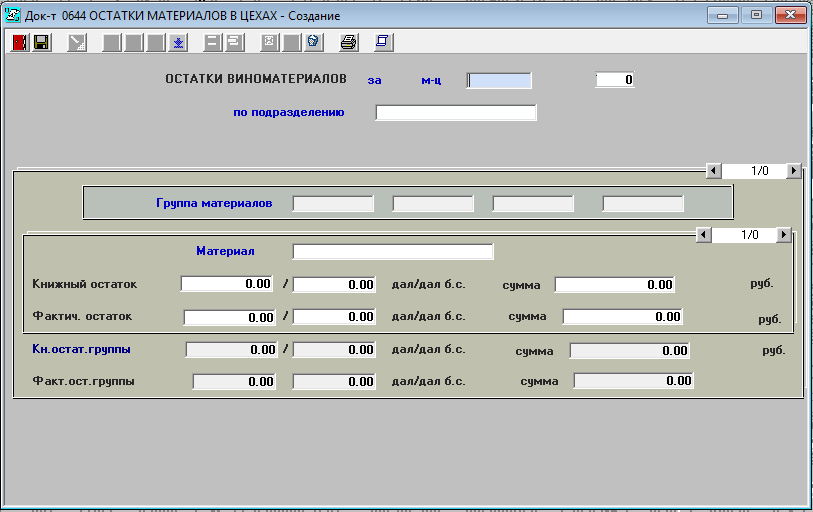 Док-т 0644 ОСТАТКИ МАТЕРИАЛОВ В ЦЕХАХ - Создание
ОСТАТКИ ВИНОМАТЕРИАЛОВ за м-ц 0
по подразделению
1/0
Группа материалов
1/0
Материал
Книжный остаток 0.00 / 0.00 дал/дал б.с. сумма 0.00 руб.
Фактич. остаток 0.00 / 0.00 дал/дал б.с. сумма 0.00 руб.
Кн.остат.группы 0.00 / 0.00 дал/дал б.с. сумма 0.00 руб.
Факт.ост.группы 0.00 0.00 дал/дал б.с. сумма 0.00